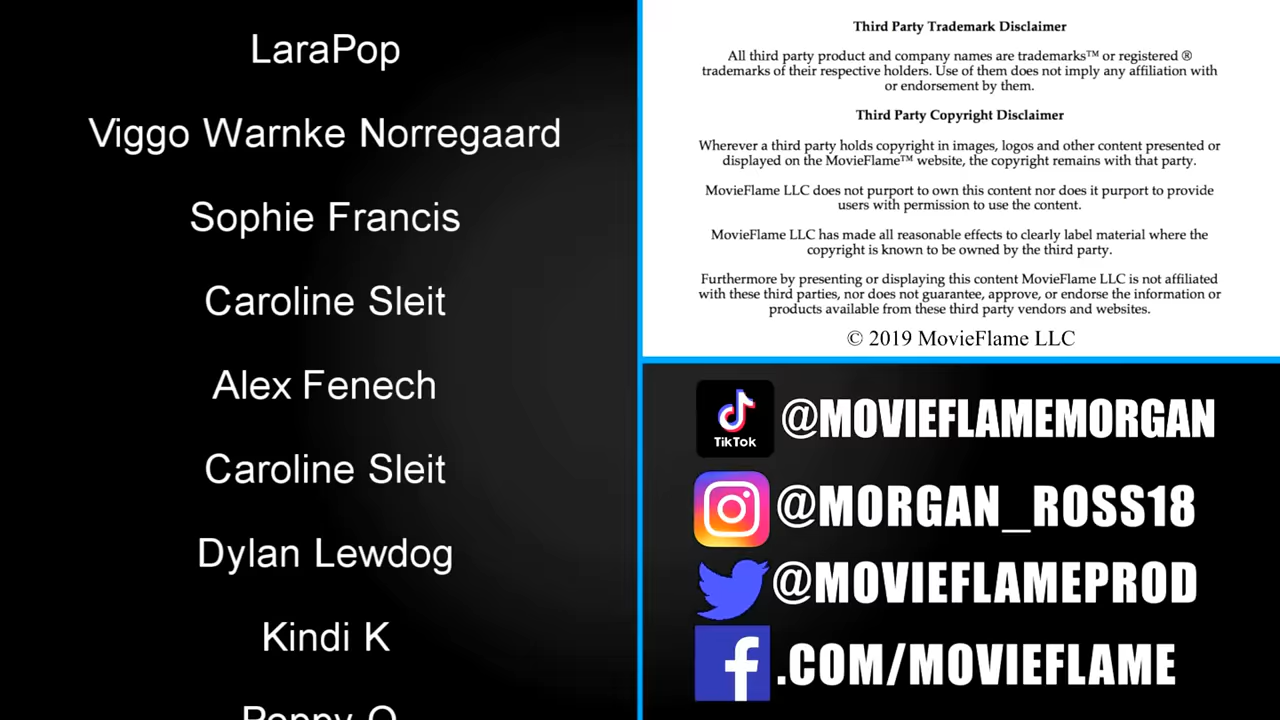 LaraPop
Viggo Warnke Norregaard
Sophie Francis
Caroline Sleit
Alex Fenech
Caroline Sleit
Dylan Lewdog
Kindi K
Third Party Trademark Disclaimer
All third party product and company names are trademarks™ or registered ®
trademarks of their respective holders. Use of them does not imply any affiliation with
or endorsement by them.
Third Party Copyright Disclaimer
Wherever a third party holds copyright in images, logos and other content presented or
displayed on the MovieFlame™ website, the copyright remains with that party.
MovieFlame LLC does not purport to own this content nor does it purport to provide
users with permission to use the content.
MovieFlame LLC has made all reasonable effects to clearly label material where the
copyright is known to be owned by the third party.
Furthermore by presenting or displaying this content MovieFlame LLC is not affiliated
with these third parties, nor does not guarantee, approve, or endorse the information or
products available from these third party vendors and websites.
© 2019 MovieFlame LLC
TikTok
@MOVIEFLAMEMORGAN
@MORGAN_ROSS18
@MOVIEFLAMEPROD
.COM/MOVIEFLAME